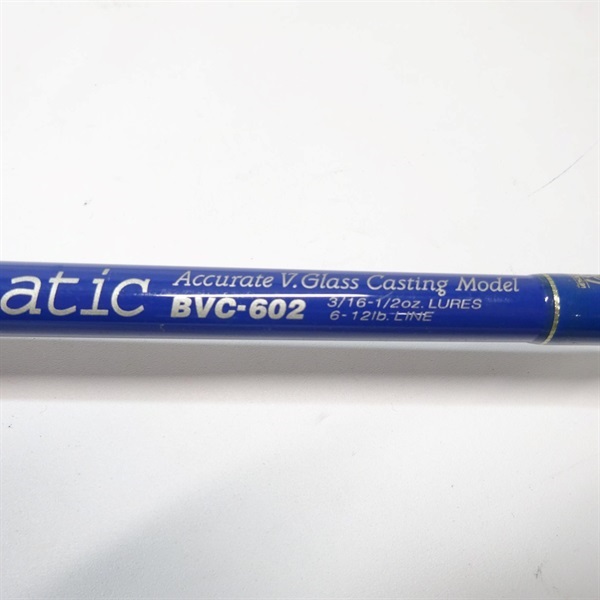 atic
Accurate V. Glass Casting Model
BVC-602
3/16-1/2oz. LURES
6-12lb. LINE